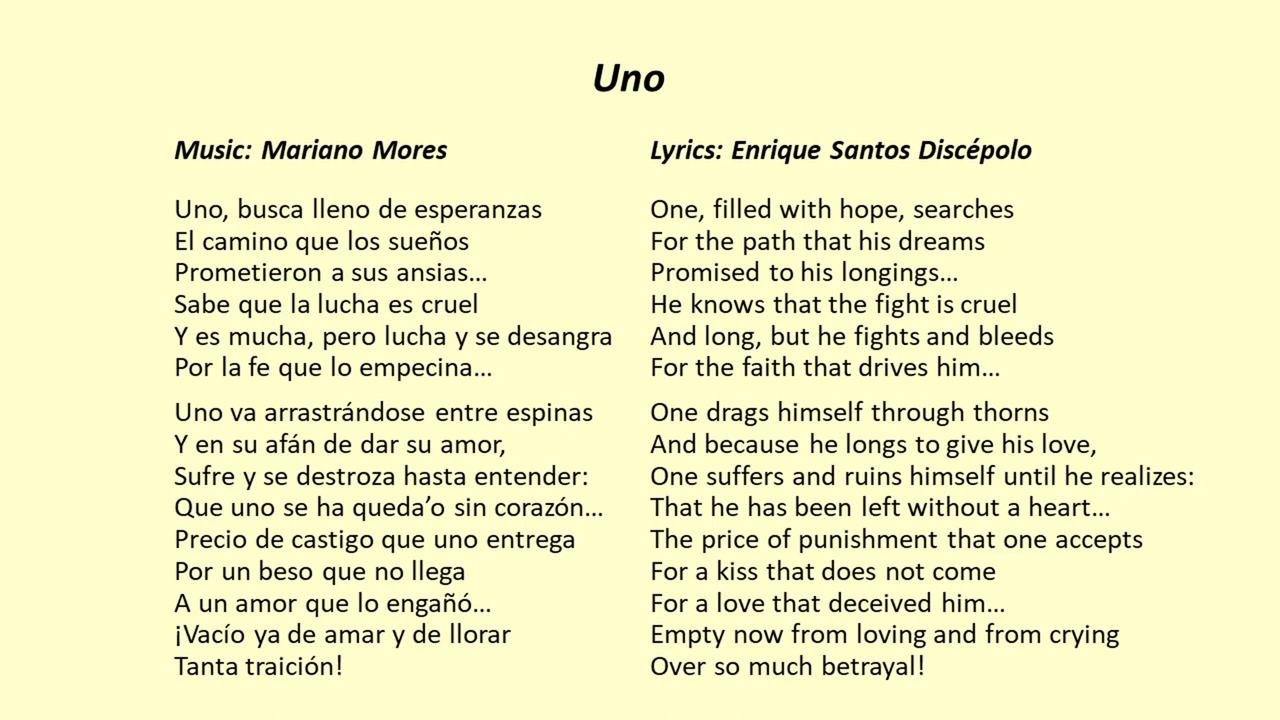 Uno
Music: Mariano Mores
Uno, busca lleno de esperanzas
El camino que los sueños
Prometieron a sus ansias...
Sabe que la lucha es cruel
Y es mucha, pero lucha y se desangra
Por la fe que lo empecina...
Uno va arrastrándose entre espinas
Y en su afán de dar su amor,
Sufre y se destroza hasta entender:
Que uno se ha queda’o sin corazón...
Precio de castigo que uno entrega
Por un beso que no llega
A un amor que lo engañó...
¡Vacío ya de amar y de llorar
Tanta traición!
Lyrics: Enrique Santos Discépolo
One, filled with hope, searches
For the path that his dreams
Promised to his longings...
He knows that the fight is cruel
And long, but he fights and bleeds
For the faith that drives him...
One drags himself through thorns
And because he longs to give his love,
One suffers and ruins himself until he realizes:
That he has been left without a heart...
The price of punishment that one accepts
For a kiss that does not come
For a love that deceived him...
Empty now from loving and from crying
Over so much betrayal!